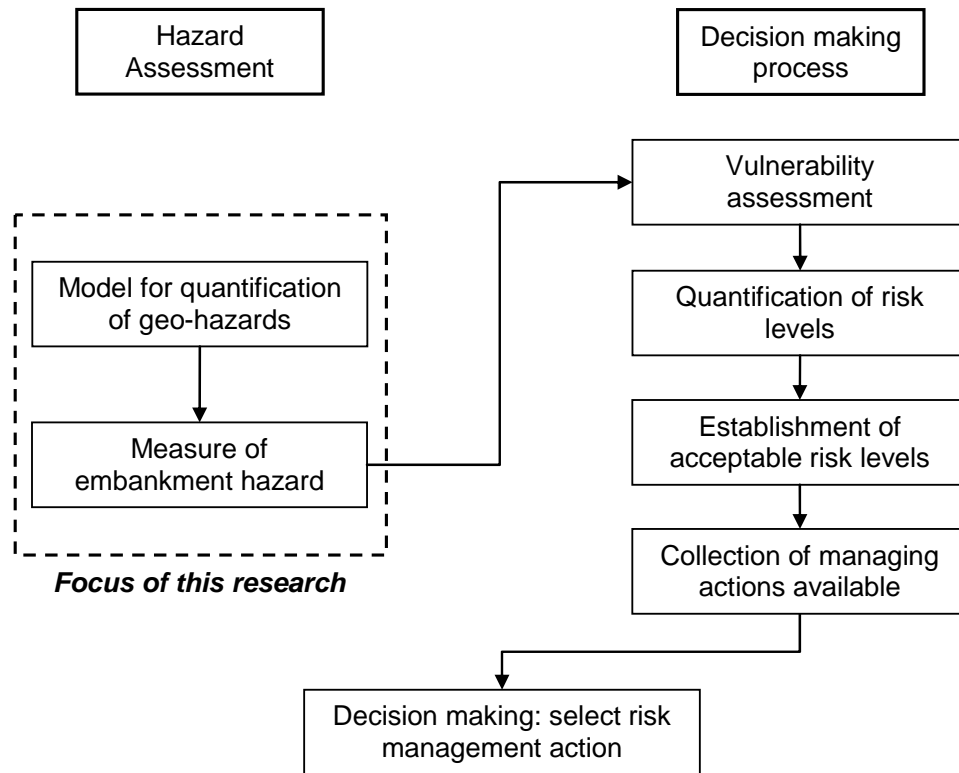 Hazard
Assessment
Decision making
process
Vulnerability
assessment
Model for quantification
of geo-hazards
Quantification of risk
levels
Measure of
embankment hazard
Establishment of
acceptable risk levels
Focus of this research
Collection of managing
actions available
Decision making: select risk
management action